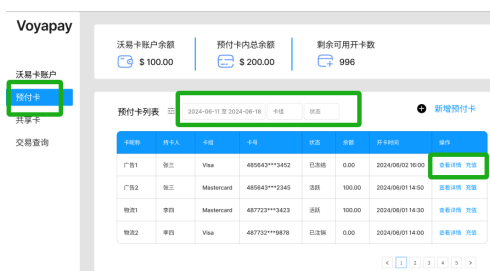 Voyapay
沃易卡账户
预付卡
共享卡
交易查询
沃易卡账户余额 预付卡内总余额 剩余可用开卡数
$ 100.00 $ 200.00 996
预付卡列表 2024-06-11 至 2024-06-18 卡组 状态 新增预付卡
卡昵称 持卡人 卡组 卡号 状态 余额 开卡时间 操作
广告1 张三 Visa 485643***3452 已冻结 0.00 2024/06/02 16:00 查看详情 充值
广告2 张三 Mastercard 485643***2345 活跃 100.00 2024/06/01 14:50 查看详情 充值
物流1 李四 Mastercard 487723***3423 活跃 100.00 2024/06/01 14:30 查看详情 充值
物流2 李四 Visa 487732***9878 已注销 0.00 2024/06/01 14:00 查看详情 充值
< 1 2 3 4 5 >